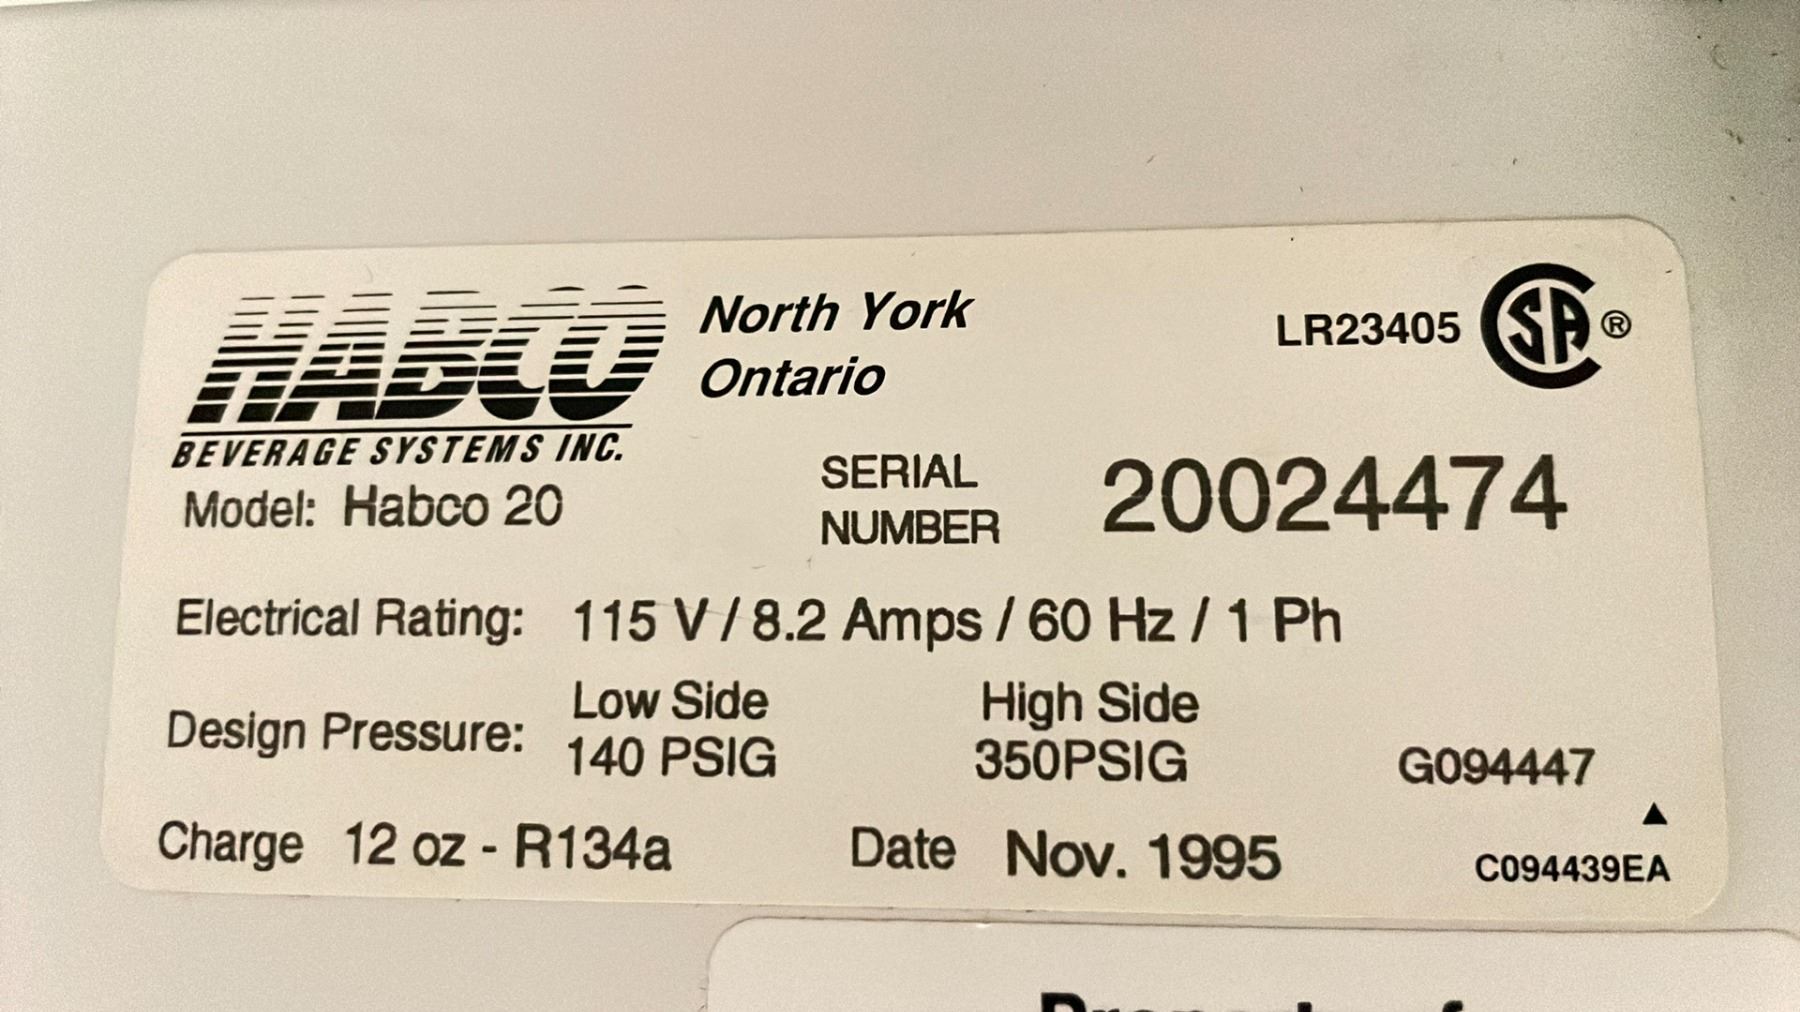 HABCO
BEVERAGE SYSTEMS INC.
North York
Ontario
LR23405 CSA ®
Model: Habco 20
SERIAL
NUMBER
20024474
Electrical Rating: 115 V / 8.2 Amps / 60 Hz / 1 Ph
Design Pressure:
Low Side
140 PSIG
High Side
350PSIG
G094447
Charge 12 oz - R134a
Date Nov. 1995
▲
C094439EA